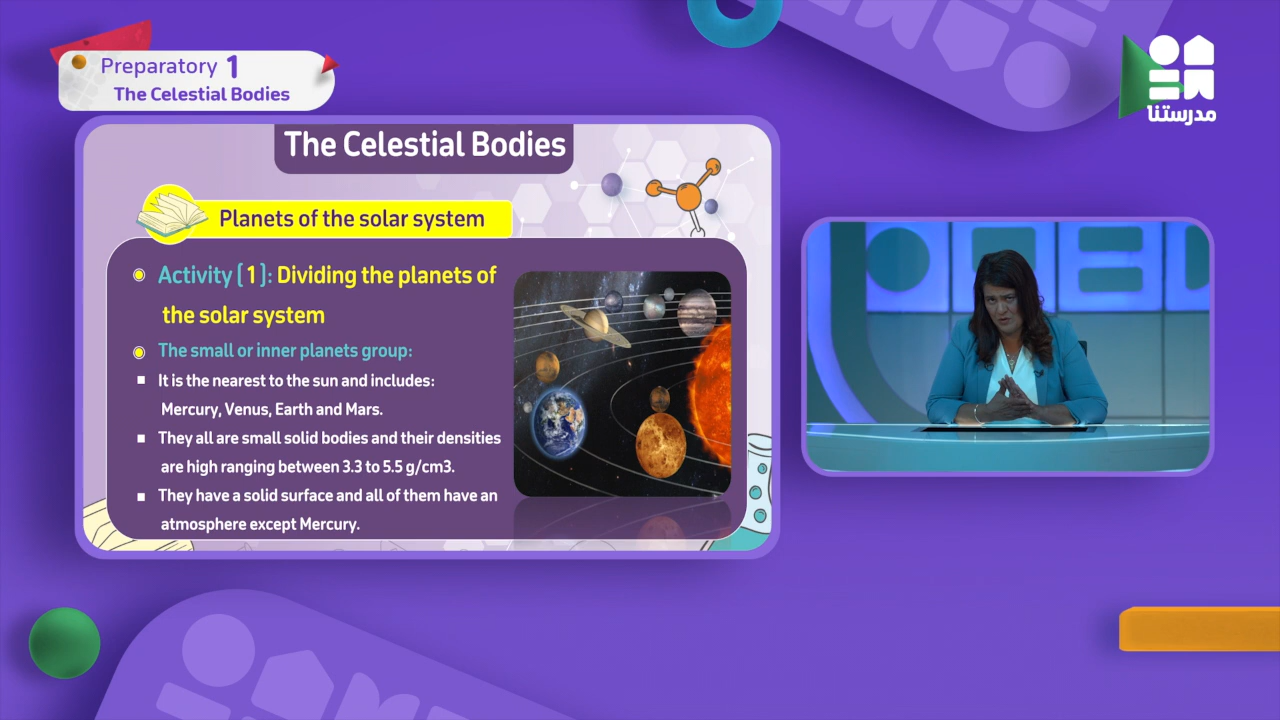 Preparatory 1
The Celestial Bodies
مدرستنا
The Celestial Bodies
Planets of the solar system
Activity (1): Dividing the planets of
the solar system
The small or inner planets group:
It is the nearest to the sun and includes:
Mercury, Venus, Earth and Mars.
They all are small solid bodies and their densities
are high ranging between 3.3 to 5.5 g/cm3.
They have a solid surface and all of them have an
atmosphere except Mercury.